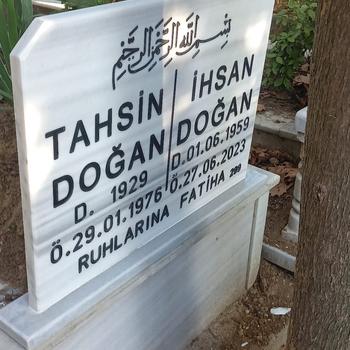 بسم الله الرحمن الرحيم
TAHSİN
DOĞAN
D. 1929
Ö.29.01.1976
İHSAN
DOĞAN
D.01.06.1959
Ö.27.06.2023
RUHLARINA FATİHA 299